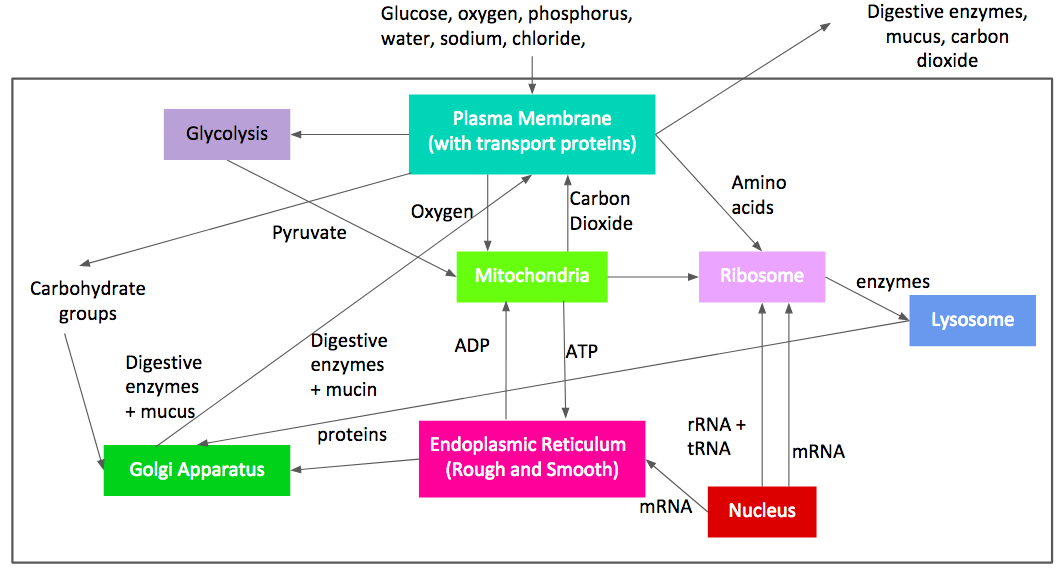 Glucose, oxygen, phosphorus,
water, sodium, chloride,
Digestive enzymes,
mucus, carbon
dioxide
Plasma Membrane
(with transport proteins)
Glycolysis
Amino
acids
Oxygen
Carbon
Dioxide
Pyruvate
Mitochondria
Ribosome
enzymes
Carbohydrate
groups
Lysosome
ADP
ATP
Digestive
enzymes
+ mucin
Digestive
enzymes
+ mucus
proteins
rRNA +
tRNA
mRNA
Endoplasmic Reticulum
(Rough and Smooth)
Golgi Apparatus
mRNA
Nucleus